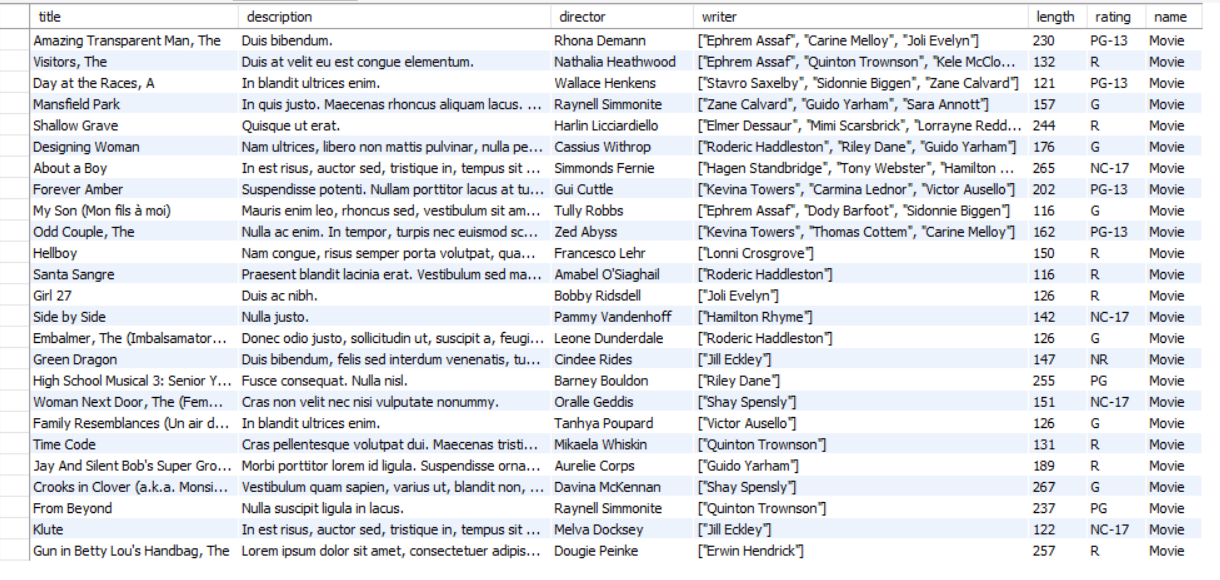 title description director writer length rating name
Amazing Transparent Man, The Duis bibendum. Rhona Demann ["Ephrem Assaf", "Carine Melloy", "Joli Evelyn"] 230 PG-13 Movie
Visitors, The Duis at velit eu est congue elementum. Nathalia Heathwood ["Ephrem Assaf", "Quinton Trownson", "Kele McClo... 132 R Movie
Day at the Races, A In blandit ultrices enim. Wallace Henkens ["Stavro Saxelby", "Sidonnie Biggen", "Zane Calvard"] 121 PG-13 Movie
Mansfield Park In quis justo. Maecenas rhoncus aliquam lacus. ... Raynell Simmonite ["Zane Calvard", "Guido Yarham", "Sara Annott"] 157 G Movie
Shallow Grave Quisque ut erat. Harlin Licciardiello ["Elmer Dessaur", "Mimi Scarsbrick", "Lorrayne Redd... 244 R Movie
Designing Woman Nam ultrices, libero non mattis pulvinar, nulla pe... Cassius Withrop ["Roderic Haddleston", "Riley Dane", "Guido Yarham"] 176 G Movie
About a Boy In est risus, auctor sed, tristique in, tempus sit ... Simmonds Fernie ["Hagen Standbridge", "Tony Webster", "Hamilton ... 265 NC-17 Movie
Forever Amber Suspendisse potenti. Nullam porttitor lacus at tu... Gui Cuttle ["Kevina Towers", "Carmina Lednor", "Victor Ausello"] 202 PG-13 Movie
My Son (Mon fils à moi) Mauris enim leo, rhoncus sed, vestibulum sit am... Tully Robbs ["Ephrem Assaf", "Dody Barfoot", "Sidonnie Biggen"] 116 G Movie
Odd Couple, The Nulla ac enim. In tempor, turpis nec euismod sc... Zed Abyss ["Kevina Towers", "Thomas Cottem", "Carine Melloy"] 162 PG-13 Movie
Hellboy Nam congue, risus semper porta volutpat, qua... Francesco Lehr ["Lonni Crosgrove"] 150 R Movie
Santa Sangre Praesent blandit lacinia erat. Vestibulum sed ma... Amabel O'Siaghail ["Roderic Haddleston"] 116 R Movie
Girl 27 Duis ac nibh. Bobby Ridsdell ["Joli Evelyn"] 126 R Movie
Side by Side Nulla justo. Pammy Vandenhoff ["Hamilton Rhyme"] 142 NC-17 Movie
Embalmer, The (Imbalsamator... Donec odio justo, sollicitudin ut, suscipit a, feugi... Leone Dunderdale ["Roderic Haddleston"] 126 G Movie
Green Dragon Duis bibendum, felis sed interdum venenatis, tu... Cindee Rides ["Jill Eckley"] 147 NR Movie
High School Musical 3: Senior Y... Fusce consequat. Nulla nisl. Barney Bouldon ["Riley Dane"] 255 PG Movie
Woman Next Door, The (Fem... Cras non velit nec nisi vulputate nonummy. Oralle Geddis ["Shay Spensly"] 151 NC-17 Movie
Family Resemblances (Un air d... In blandit ultrices enim. Tanhya Poupard ["Victor Ausello"] 126 G Movie
Time Code Cras pellentesque volutpat dui. Maecenas tristi... Mikaela Whiskin ["Quinton Trownson"] 131 R Movie
Jay And Silent Bob's Super Gro... Morbi porttitor lorem id ligula. Suspendisse orna... Aurelie Corps ["Guido Yarham"] 189 R Movie
Crooks in Clover (a.k.a. Monsi... Vestibulum quam sapien, varius ut, blandit non, ... Davina McKennan ["Shay Spensly"] 267 G Movie
From Beyond Nulla suscipit ligula in lacus. Raynell Simmonite ["Quinton Trownson"] 237 PG Movie
Klute In est risus, auctor sed, tristique in, tempus sit ... Melva Docksey ["Jill Eckley"] 122 NC-17 Movie
Gun in Betty Lou's Handbag, The Lorem ipsum dolor sit amet, consectetuer adipis... Dougie Peinke ["Erwin Hendrick"] 257 R Movie